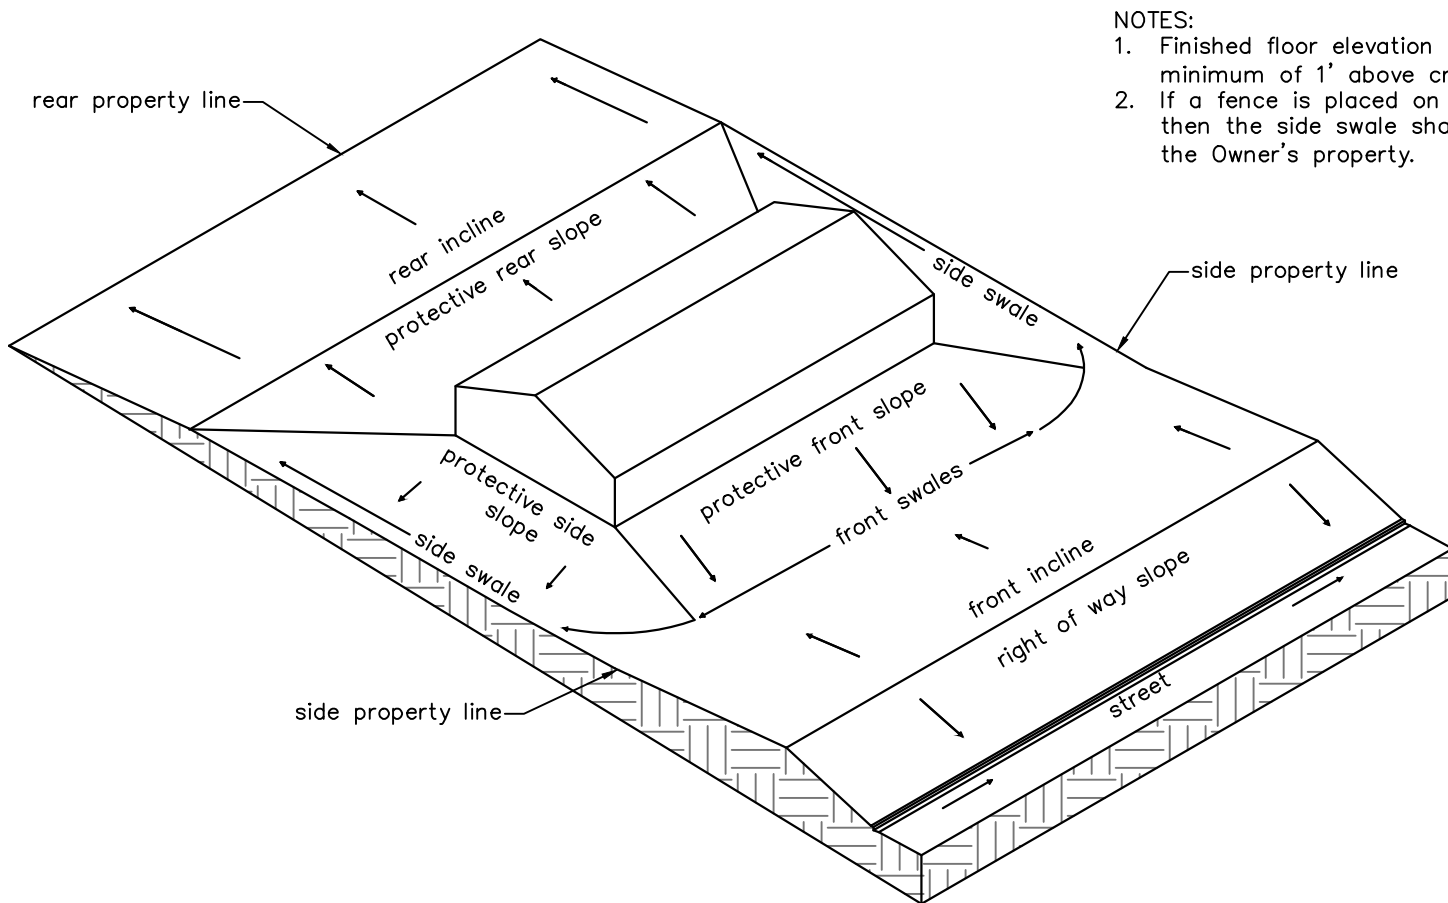 NOTES:
1. Finished floor elevation
minimum of 1' above
2. If a fence is placed on
then the side swale
the Owner's property.
rear property line
rear incline
protective rear slope
side swale
side property line
protective front slope
front swales
protective side
slope
side swale
front incline
right of way slope
street
side property line